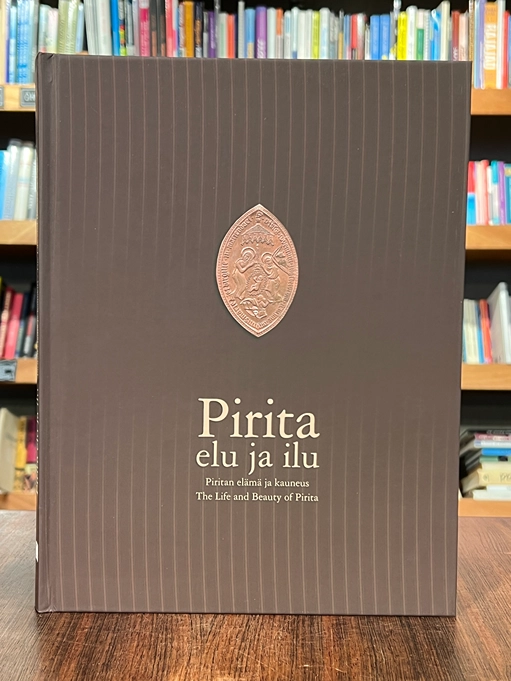 Pirita
elu ja ilu
Piritan elämä ja kauneus
The Life and Beauty of Pirita